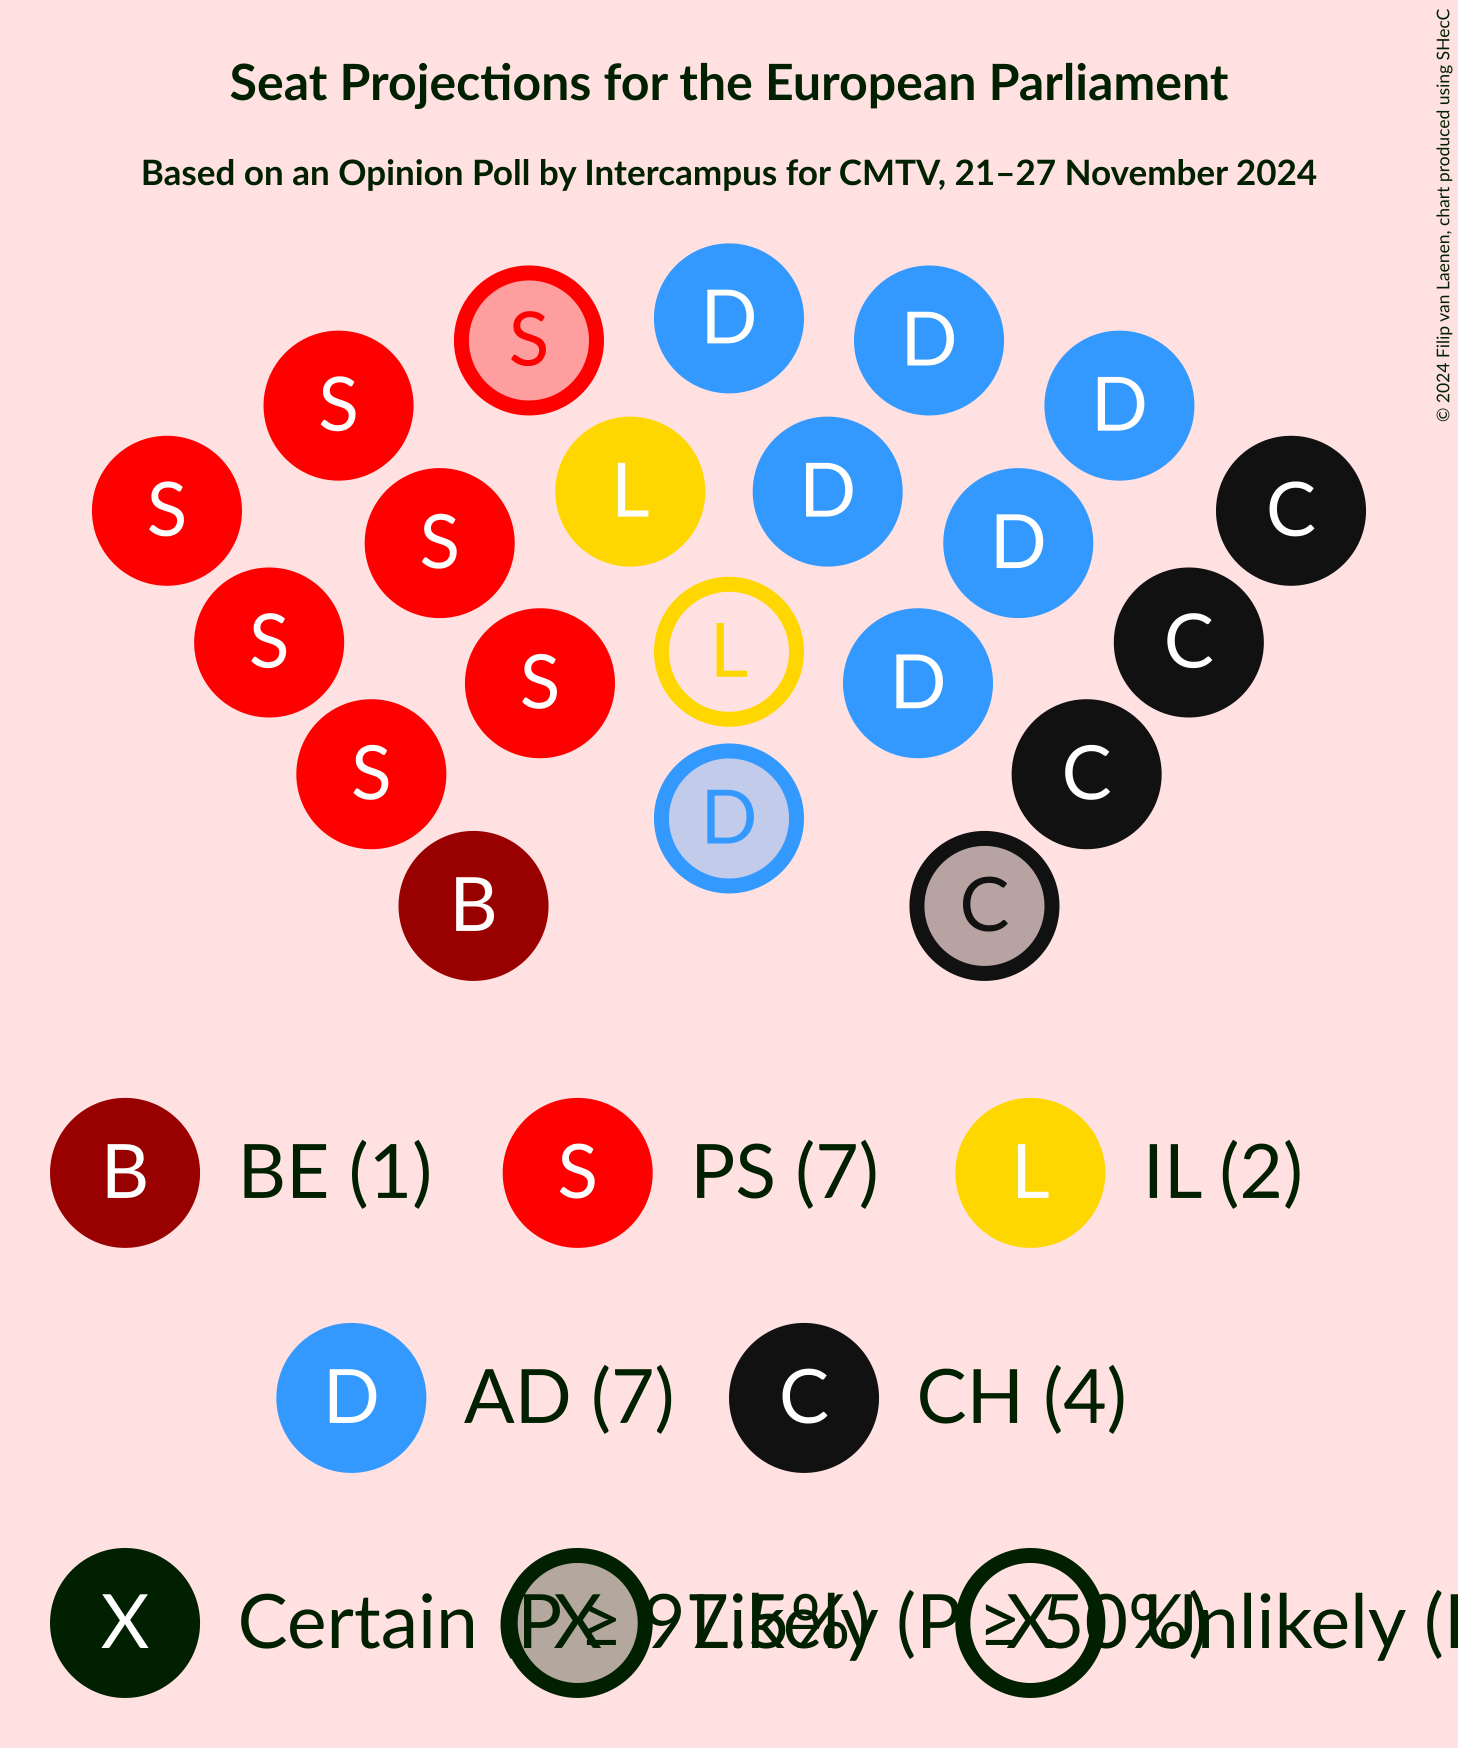 Seat Projections for the European Parliament
Based on an Opinion Poll by Intercampus for CMTV, 21–27 November 2024
© 2024 Filip van Laenen, chart produced using SHecC
D
S D
S D
L D
S C
S D
S C
L
S D
S C
D
B C
B BE (1) S PS (7) L IL (2)
D AD (7) C CH (4)
X Certain (P ≥ 97.5%) X Likely (P ≥ 50%) X Unlikely (